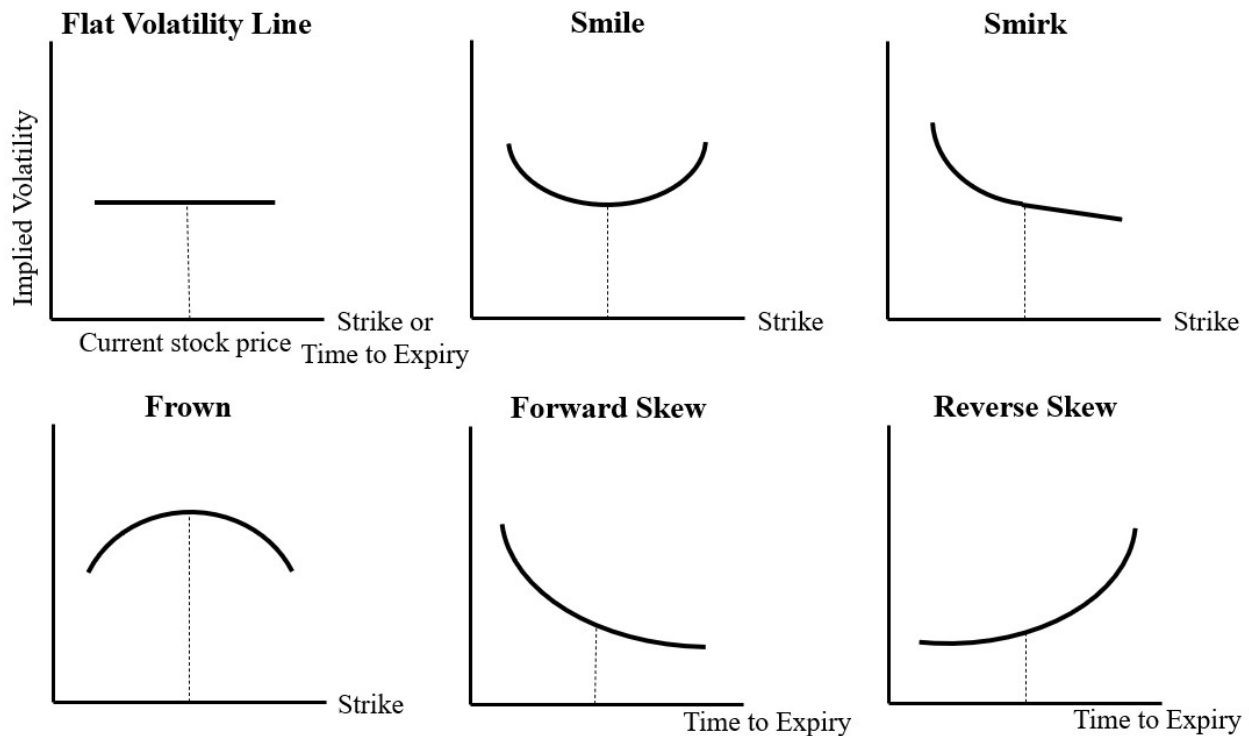 Flat Volatility Line
Smile
Smirk
Implied Volatility
Strike or
Time to Expiry
Current stock price
Strike
Strike
Frown
Forward Skew
Reverse Skew
Strike
Time to Expiry
Time to Expiry